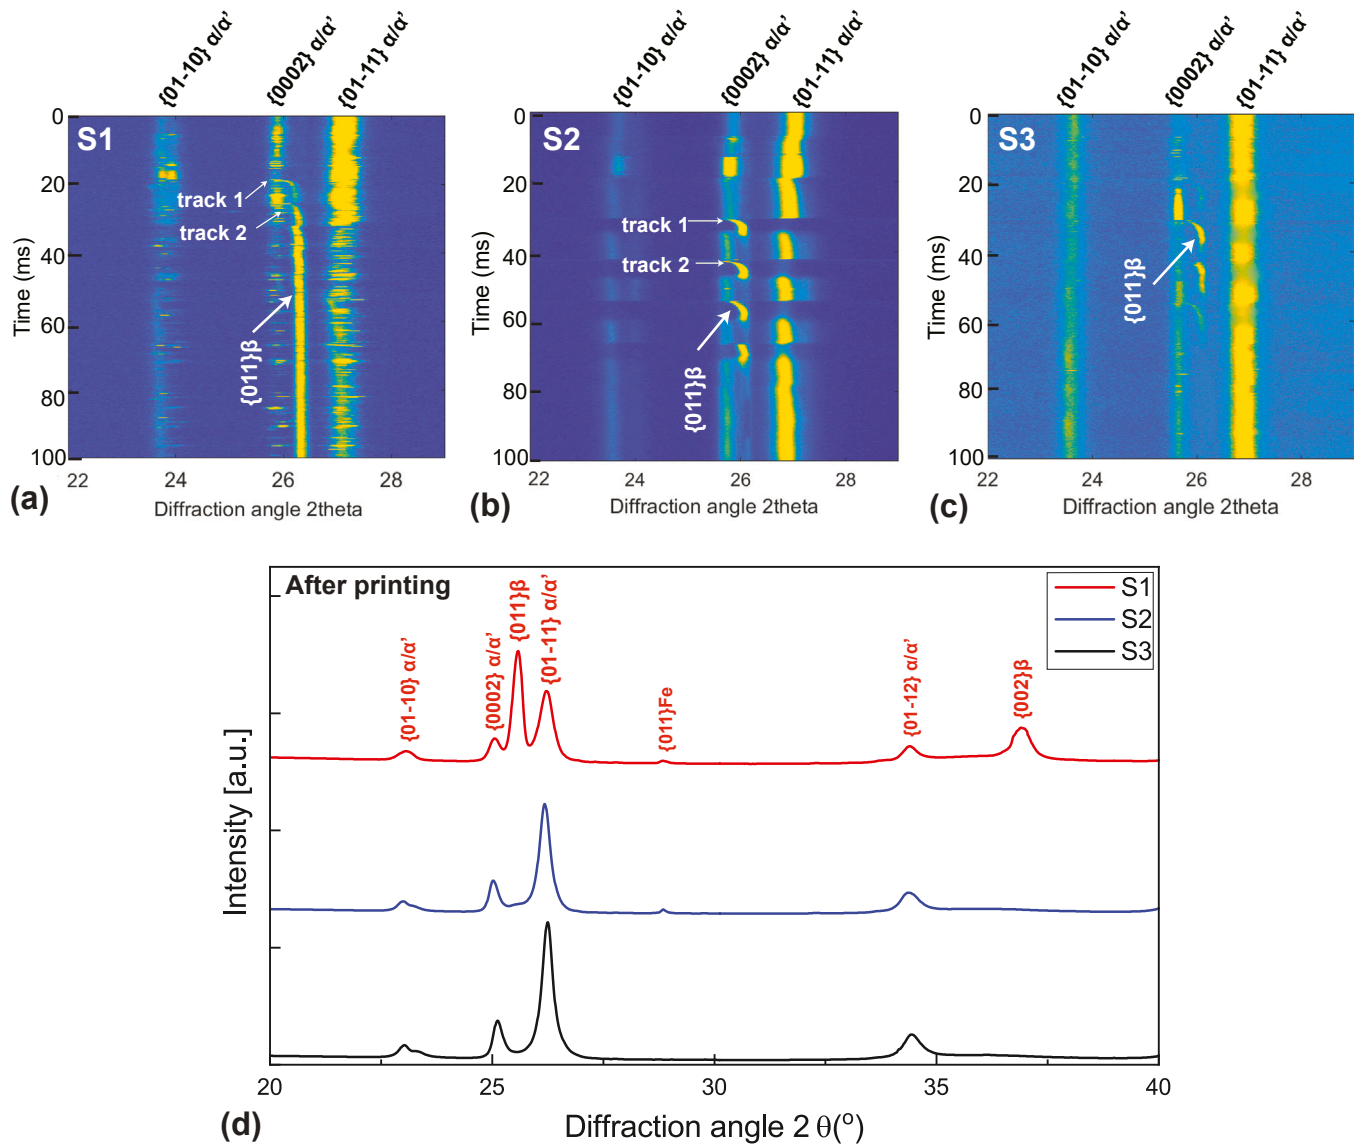 {01-10} α/α’
{0002} α/α’
{01-11} α/α’
{01-10} α/α’
{0002} α/α’
{01-11} α/α’
{01-10} α/α’
{0002} α/α’
{01-11} α/α’
S1
track 1
track 2
{011}β
0
20
40
60
80
100
Time (ms)
22
24
26
28
Diffraction angle 2theta
(a)
S2
track 1
track 2
{011}β
0
20
40
60
80
100
Time (ms)
22
24
26
28
Diffraction angle 2theta
(b)
S3
{011}β
0
20
40
60
80
100
Time (ms)
22
24
26
28
Diffraction angle 2theta
(c)
After printing
{01-10} α/α’
{0002} α/α’
{011}β
{01-11} α/α’
{011}Fe
{01-12} α/α’
{002}β
S1
S2
S3
Intensity [a.u.]
20
25
30
35
40
Diffraction angle 2 θ(º)
(d)